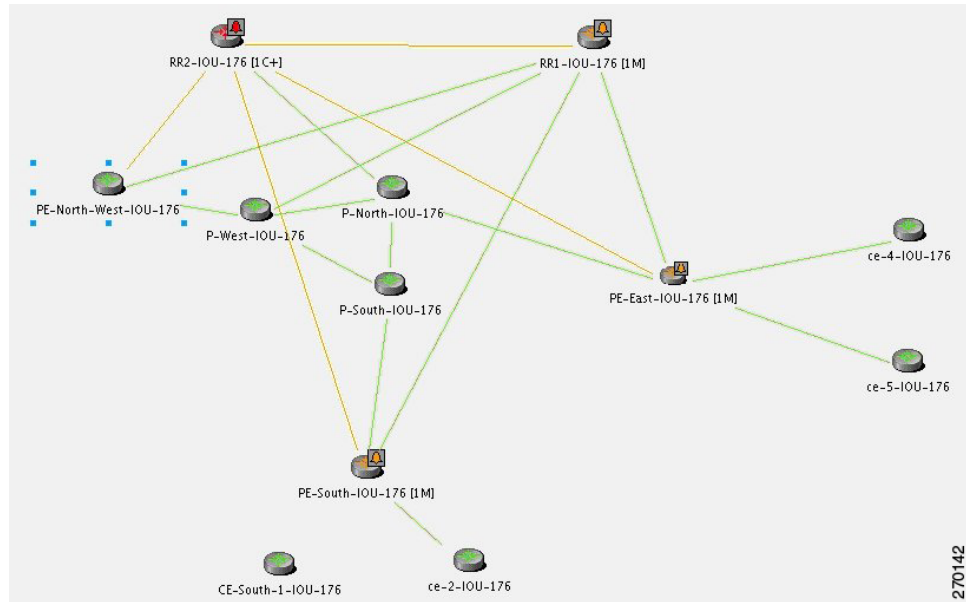 RR2-IOU-176 [1C+]
RR1-IOU-176 [1M]
PE-North-West-IOU-176
P-West-IOU-176
P-North-IOU-176
ce-4-IOU-176
PE-East-IOU-176 [1M]
P-South-IOU-176
ce-5-IOU-176
PE-South-IOU-176 [1M]
CE-South-1-IOU-176
ce-2-IOU-176
270142